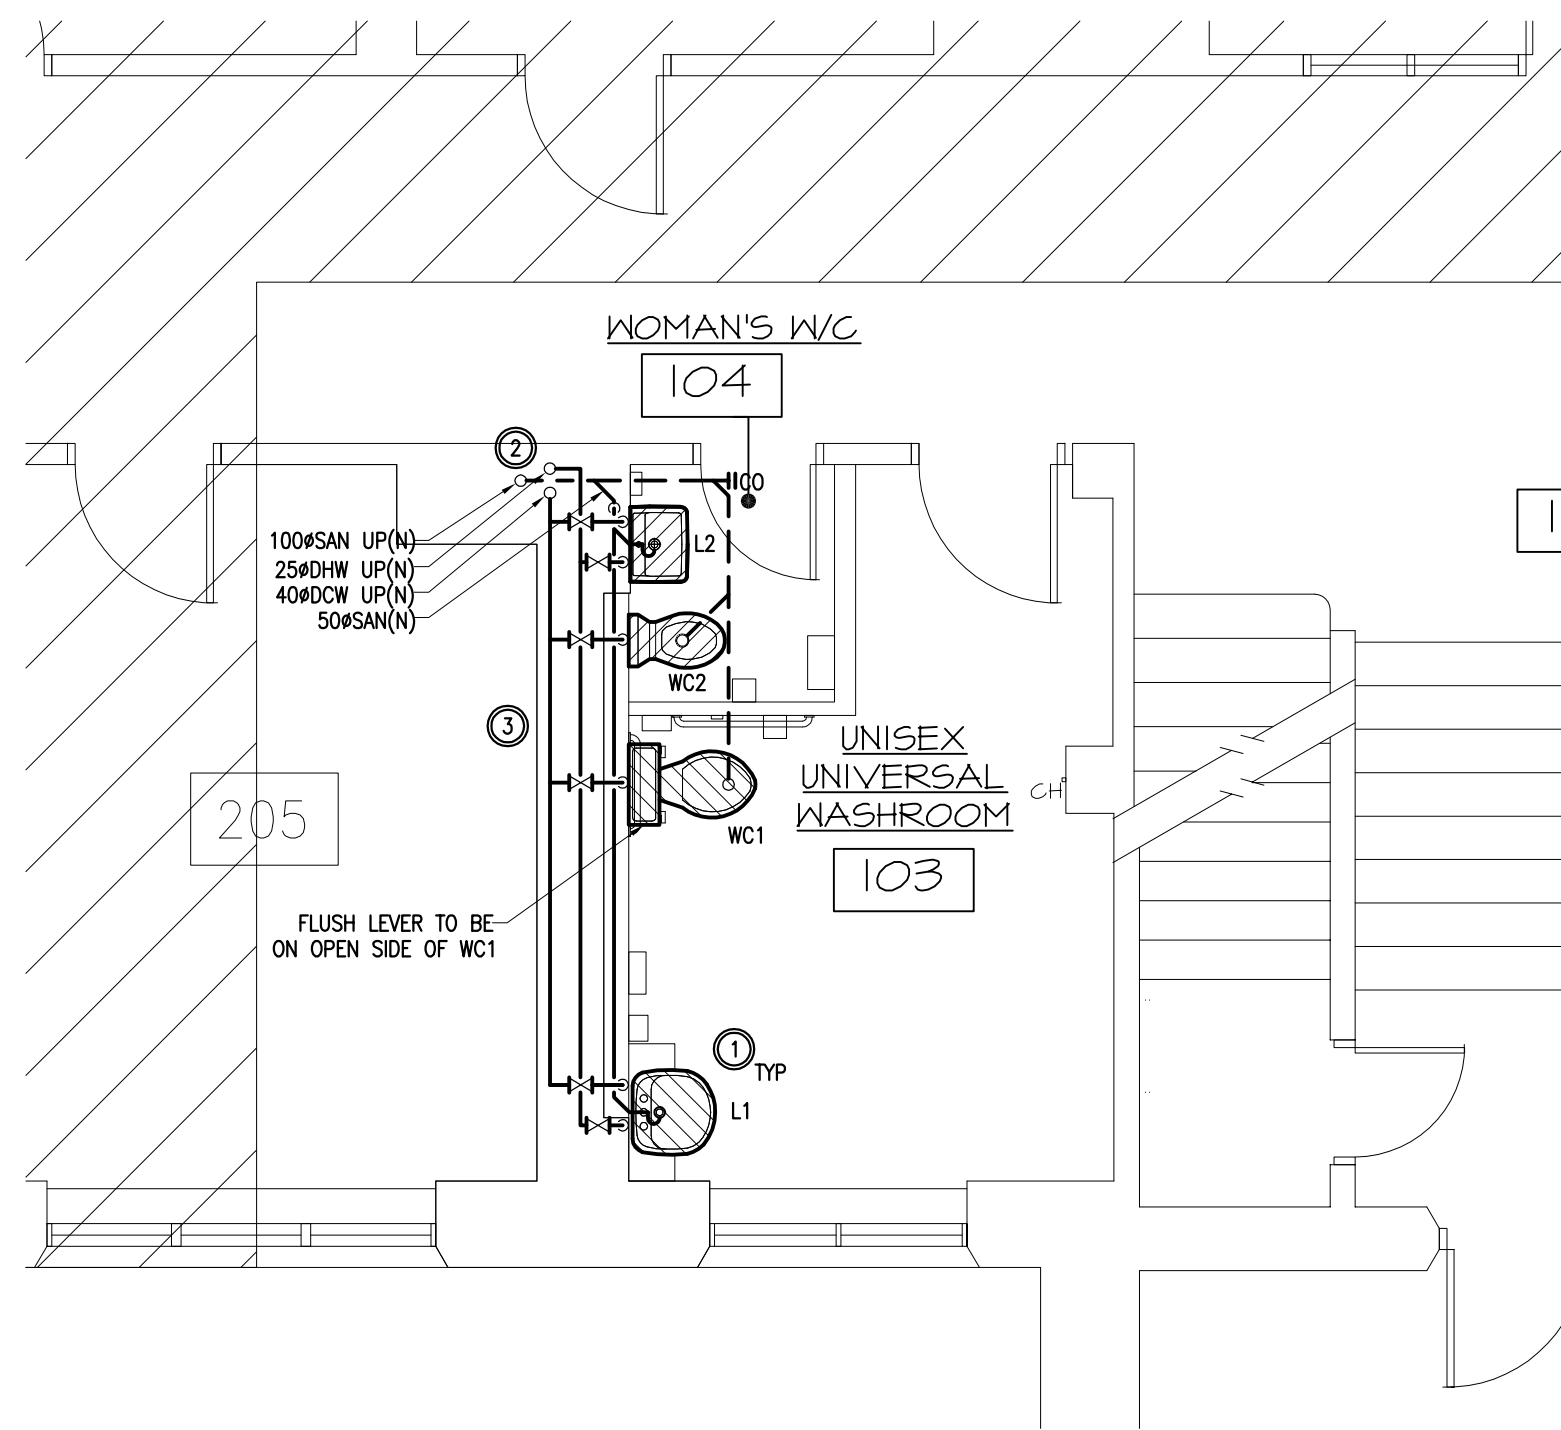 WOMAN'S W/C
104
2
CO
100øSAN UP(N)
25øDHW UP(N)
40øDCW UP(N)
50øSAN(N)
L2
WC2
3
UNISEX
UNIVERSAL
WASHROOM
103
CH
205
WC1
FLUSH LEVER TO BE
ON OPEN SIDE OF WC1
1
TYP
L1